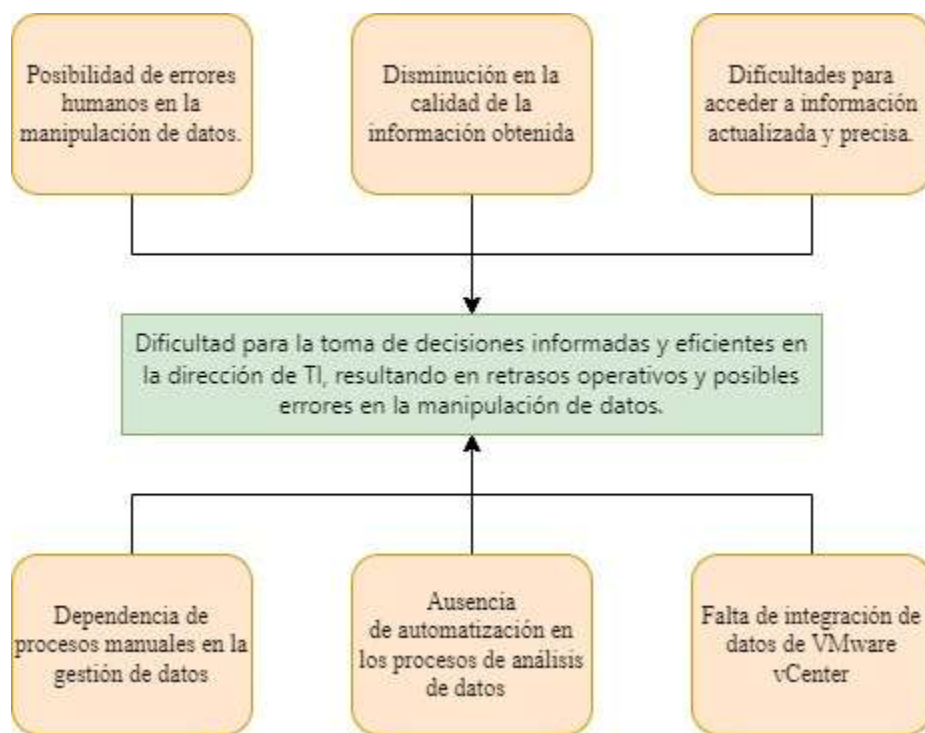 Posibilidad de errores
humanos en la
manipulación de datos.
Disminución en la
calidad de la
información obtenida
Dificultades para
acceder a información
actualizada y precisa.
Dificultad para la toma de decisiones informadas y eficientes en
la dirección de TI, resultando en retrasos operativos y posibles
errores en la manipulación de datos.
Dependencia de
procesos manuales en la
gestión de datos
Ausencia
de automatización en
los procesos de análisis
de datos
Falta de integración de
datos de VMware
vCenter